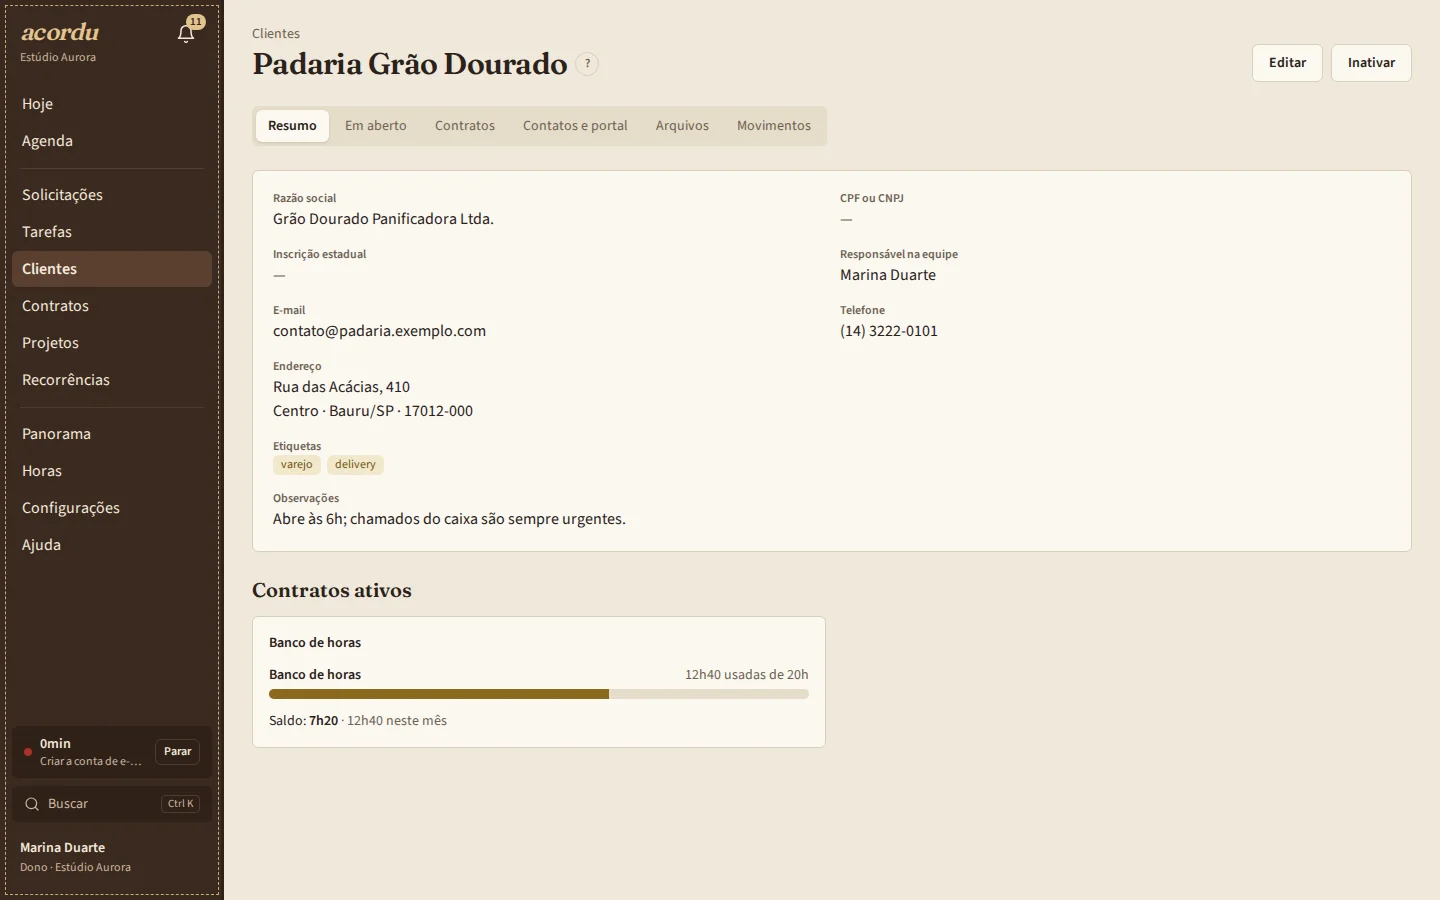 acordu
11
Estúdio Aurora
Hoje
Agenda
Solicitações
Tarefas
Clientes
Contratos
Projetos
Recorrências
Panorama
Horas
Configurações
Ajuda
0min
Criar a conta de e-...
Parar
Buscar
Ctrl K
Marina Duarte
Dono · Estúdio Aurora
Clientes
Padaria Grão Dourado
?
Editar
Inativar
Resumo
Em aberto
Contratos
Contatos e portal
Arquivos
Movimentos
Razão social
Grão Dourado Panificadora Ltda.
CPF ou CNPJ
—
Inscrição estadual
—
Responsável na equipe
Marina Duarte
E-mail
contato@padaria.exemplo.com
Telefone
(14) 3222-0101
Endereço
Rua das Acácias, 410
Centro · Bauru/SP · 17012-000
Etiquetas
varejo
delivery
Observações
Abre às 6h; chamados do caixa são sempre urgentes.
Contratos ativos
Banco de horas
Banco de horas
12h40 usadas de 20h
Saldo: 7h20 · 12h40 neste mês